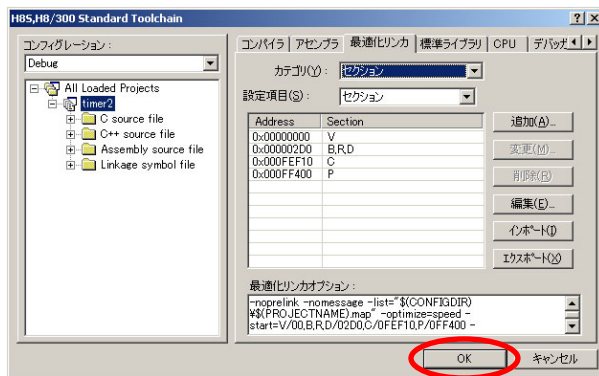 H8S,H8/300 Standard Toolchain
コンフィグレーション :
Debug
All Loaded Projects
timer2
C source file
C++ source file
Assembly source file
Linkage symbol file
コンパイラ アセンブラ 最適化リンカ 標準ライブラリ CPU デバッガ
カテゴリ(Y) : セクション
設定項目(S) : セクション
Address Section
0x00000000 V
0x000002D0 B,R,D
0x000FEF10 C
0x000FF400 P
追加(A)...
変更(M)...
削除(R)
編集(E)...
インポート(I)
エクスポート(X)
最適化リンカオプション :
-noprelink -nomessage -list="$(CONFIGDIR)
¥$(PROJECTNAME).map" -optimize=speed -
start=V/00,B,R,D/02D0,C/0FEF10,P/0FF400 -
OK キャンセル